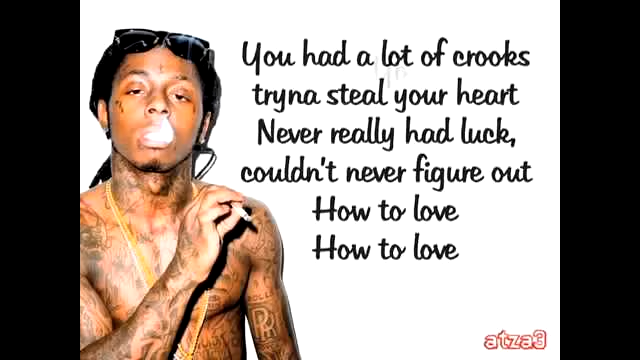 You had a lot of crooks
tryna steal your heart
Never really had luck,
couldn't never figure out
How to love
How to love
atza3